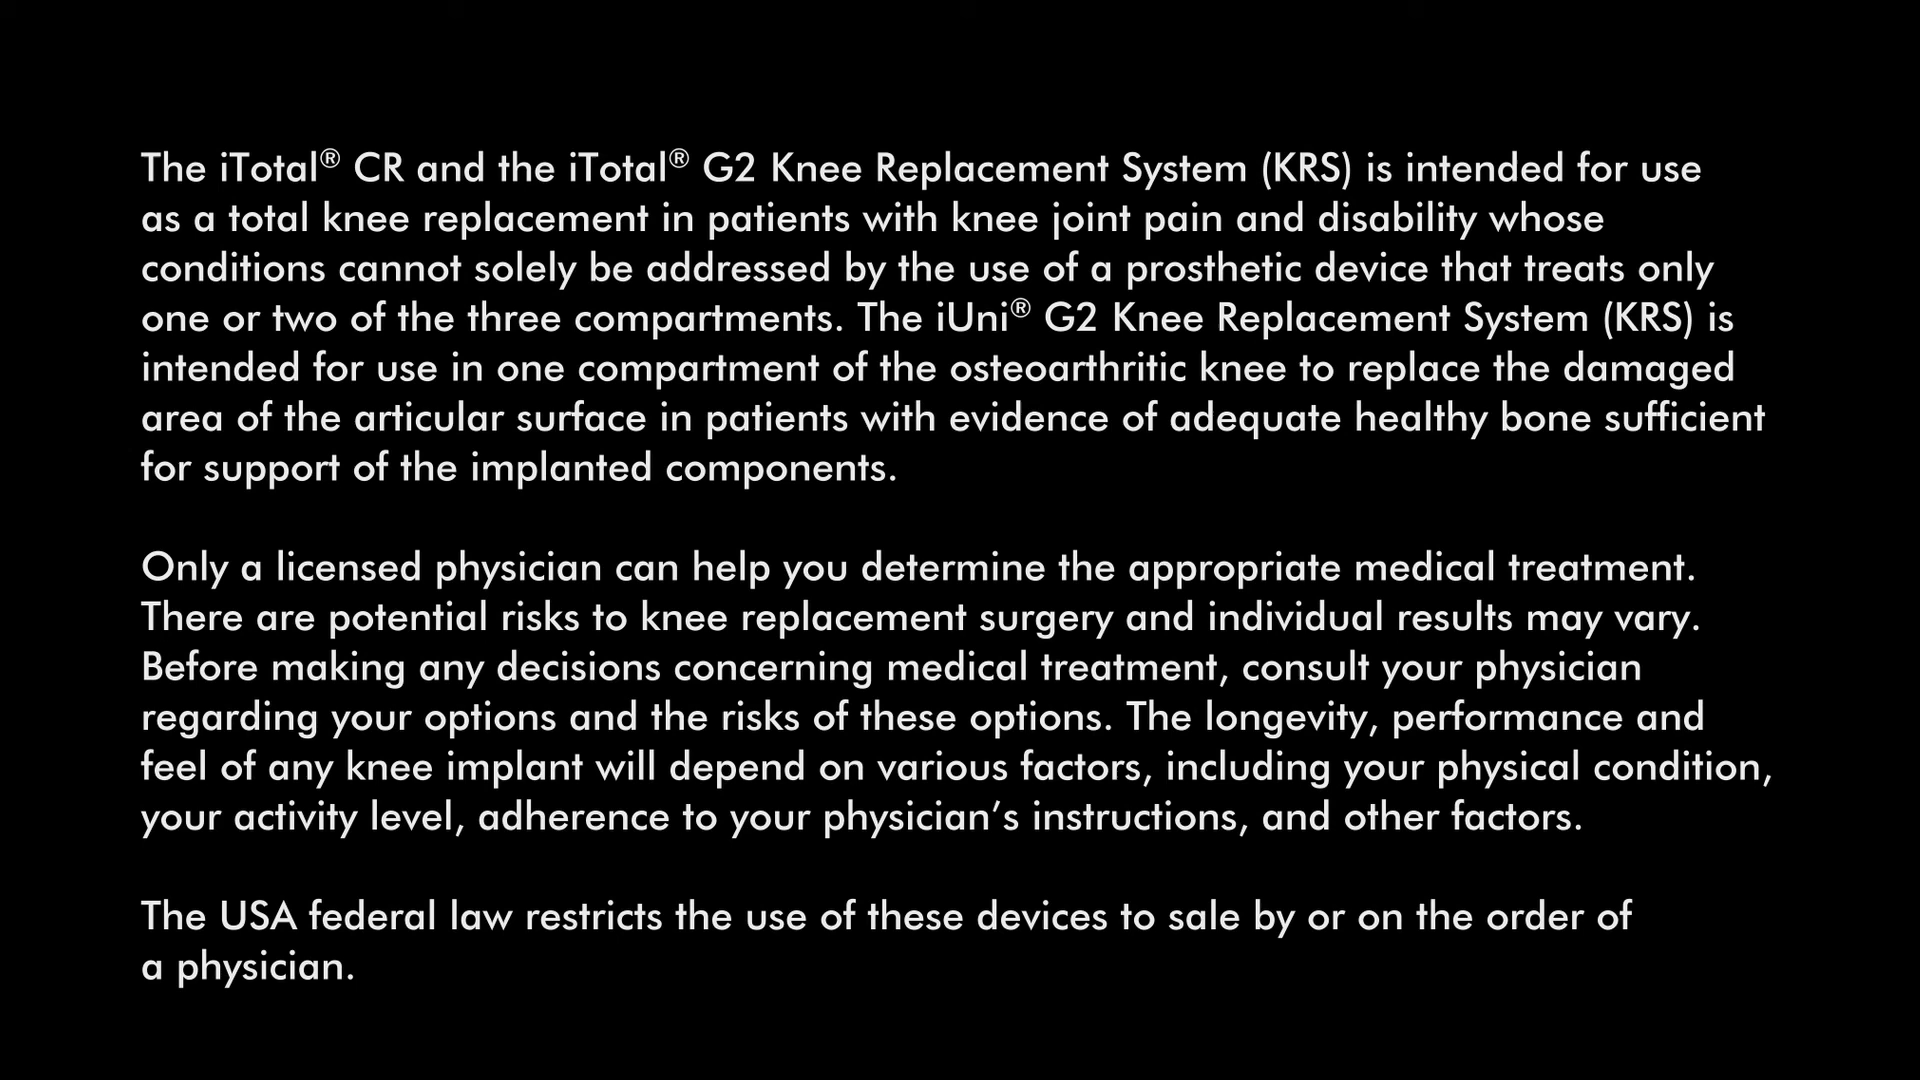 The iTotal® CR and the iTotal® G2 Knee Replacement System (KRS) is intended for use
as a total knee replacement in patients with knee joint pain and disability whose
conditions cannot solely be addressed by the use of a prosthetic device that treats only
one or two of the three compartments. The iUni® G2 Knee Replacement System (KRS) is
intended for use in one compartment of the osteoarthritic knee to replace the damaged
area of the articular surface in patients with evidence of adequate healthy bone sufficient
for support of the implanted components.
Only a licensed physician can help you determine the appropriate medical treatment.
There are potential risks to knee replacement surgery and individual results may vary.
Before making any decisions concerning medical treatment, consult your physician
regarding your options and the risks of these options. The longevity, performance and
feel of any knee implant will depend on various factors, including your physical condition,
your activity level, adherence to your physician’s instructions, and other factors.
The USA federal law restricts the use of these devices to sale by or on the order of
a physician.